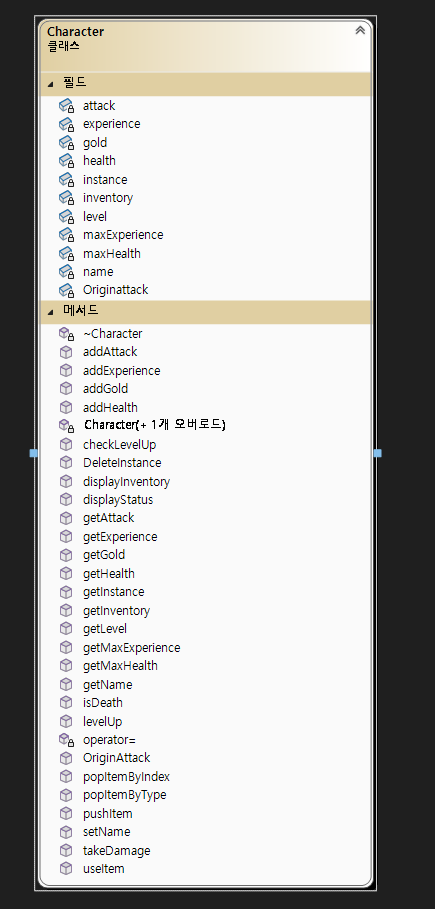 Character
클래스
필드
attack
experience
gold
health
instance
inventory
level
maxExperience
maxHealth
name
Originattack
메서드
~Character
addAttack
addExperience
addGold
addHealth
Character(+ 1개 오버로드)
checkLevelUp
DeleteInstance
displayInventory
displayStatus
getAttack
getExperience
getGold
getHealth
getInstance
getInventory
getLevel
getMaxExperience
getMaxHealth
getName
isDeath
levelUp
operator=
OriginAttack
popItemByIndex
popItemByType
pushItem
setName
takeDamage
useItem